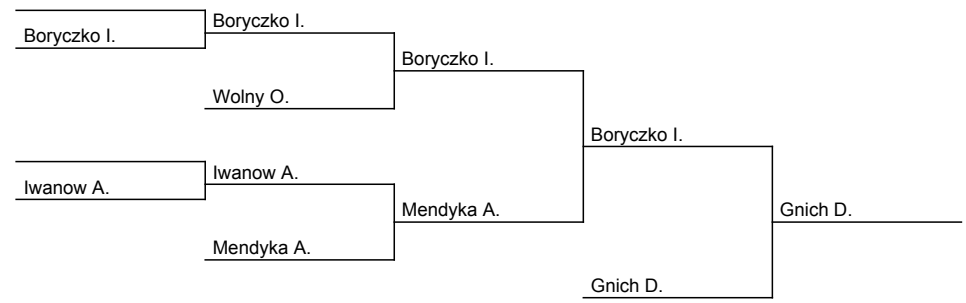 Boryczko I.
Boryczko I.
Boryczko I.
Wolny O.
Boryczko I.
Iwanow A.
Iwanow A.
Mendyka A.
Gnich D.
Mendyka A.
Gnich D.